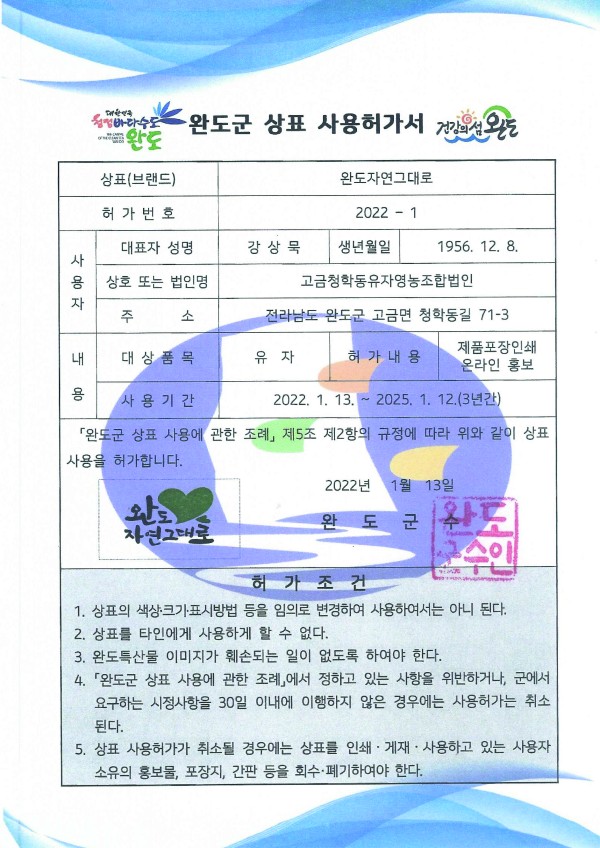 대한민국
청정바다수도
완도
완도군 상표 사용허가서
건강의 섬 완도
상표(브랜드) 완도자연그대로
허 가 번 호 2022 - 1
사용자
대표자 성명 강 상 묵 생년월일 1956. 12. 8.
상호 또는 법인명 고금청학동유자영농조합법인
주 소 전라남도 완도군 고금면 청학동길 71-3
내용
대 상 품 목 유 자 허 가 내 용 제품포장인쇄
온라인 홍보
사 용 기 간 2022. 1. 13. ~ 2025. 1. 12.(3년간)
「완도군 상표 사용에 관한 조례」 제5조 제2항의 규정에 따라 위와 같이 상표
사용을 허가합니다.
2022년 1월 13일
완도
자연그대로
완 도 군 수
완도
군수인
허 가 조 건
1. 상표의 색상·크기·표시방법 등을 임의로 변경하여 사용하여서는 아니 된다.
2. 상표를 타인에게 사용하게 할 수 없다.
3. 완도특산물 이미지가 훼손되는 일이 없도록 하여야 한다.
4. 「완도군 상표 사용에 관한 조례」에서 정하고 있는 사항을 위반하거나, 군에서
요구하는 시정사항을 30일 이내에 이행하지 않은 경우에는 사용허가는 취소
된다.
5. 상표 사용허가가 취소될 경우에는 상표를 인쇄·게재·사용하고 있는 사용자
소유의 홍보물, 포장지, 간판 등을 회수·폐기하여야 한다.